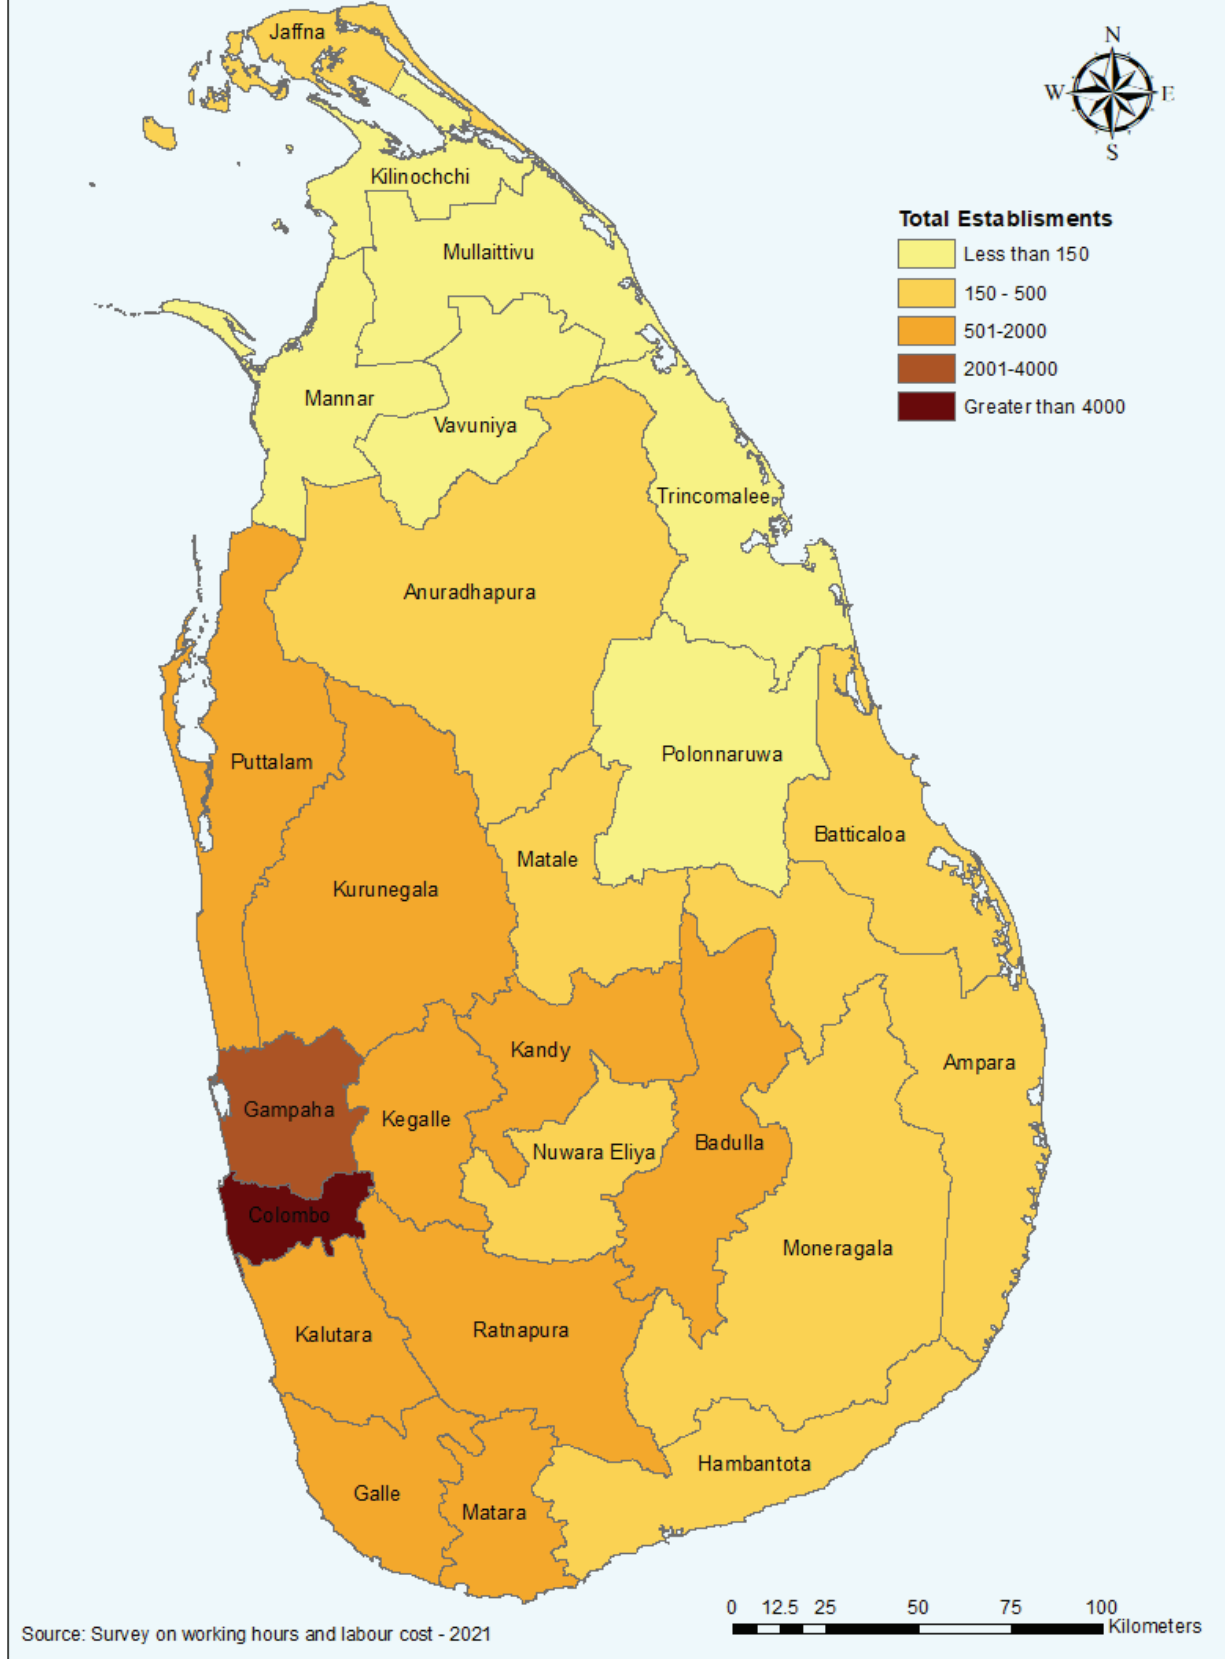 Jaffna
N
W
E
S
Kilinochchi
Total Establisments
Less than 150
150 - 500
501-2000
2001-4000
Greater than 4000
Mullaittivu
Mannar
Vavuniya
Trincomalee
Anuradhapura
Puttalam
Polonnaruwa
Batticaloa
Matale
Kurunegala
Kandy
Ampara
Gampaha
Kegalle
Nuwara Eliya
Badulla
Colombo
Moneragala
Kalutara
Ratnapura
Hambantota
Galle
Matara
0 12.5 25 50 75 100
Kilometers
Source: Survey on working hours and labour cost - 2021